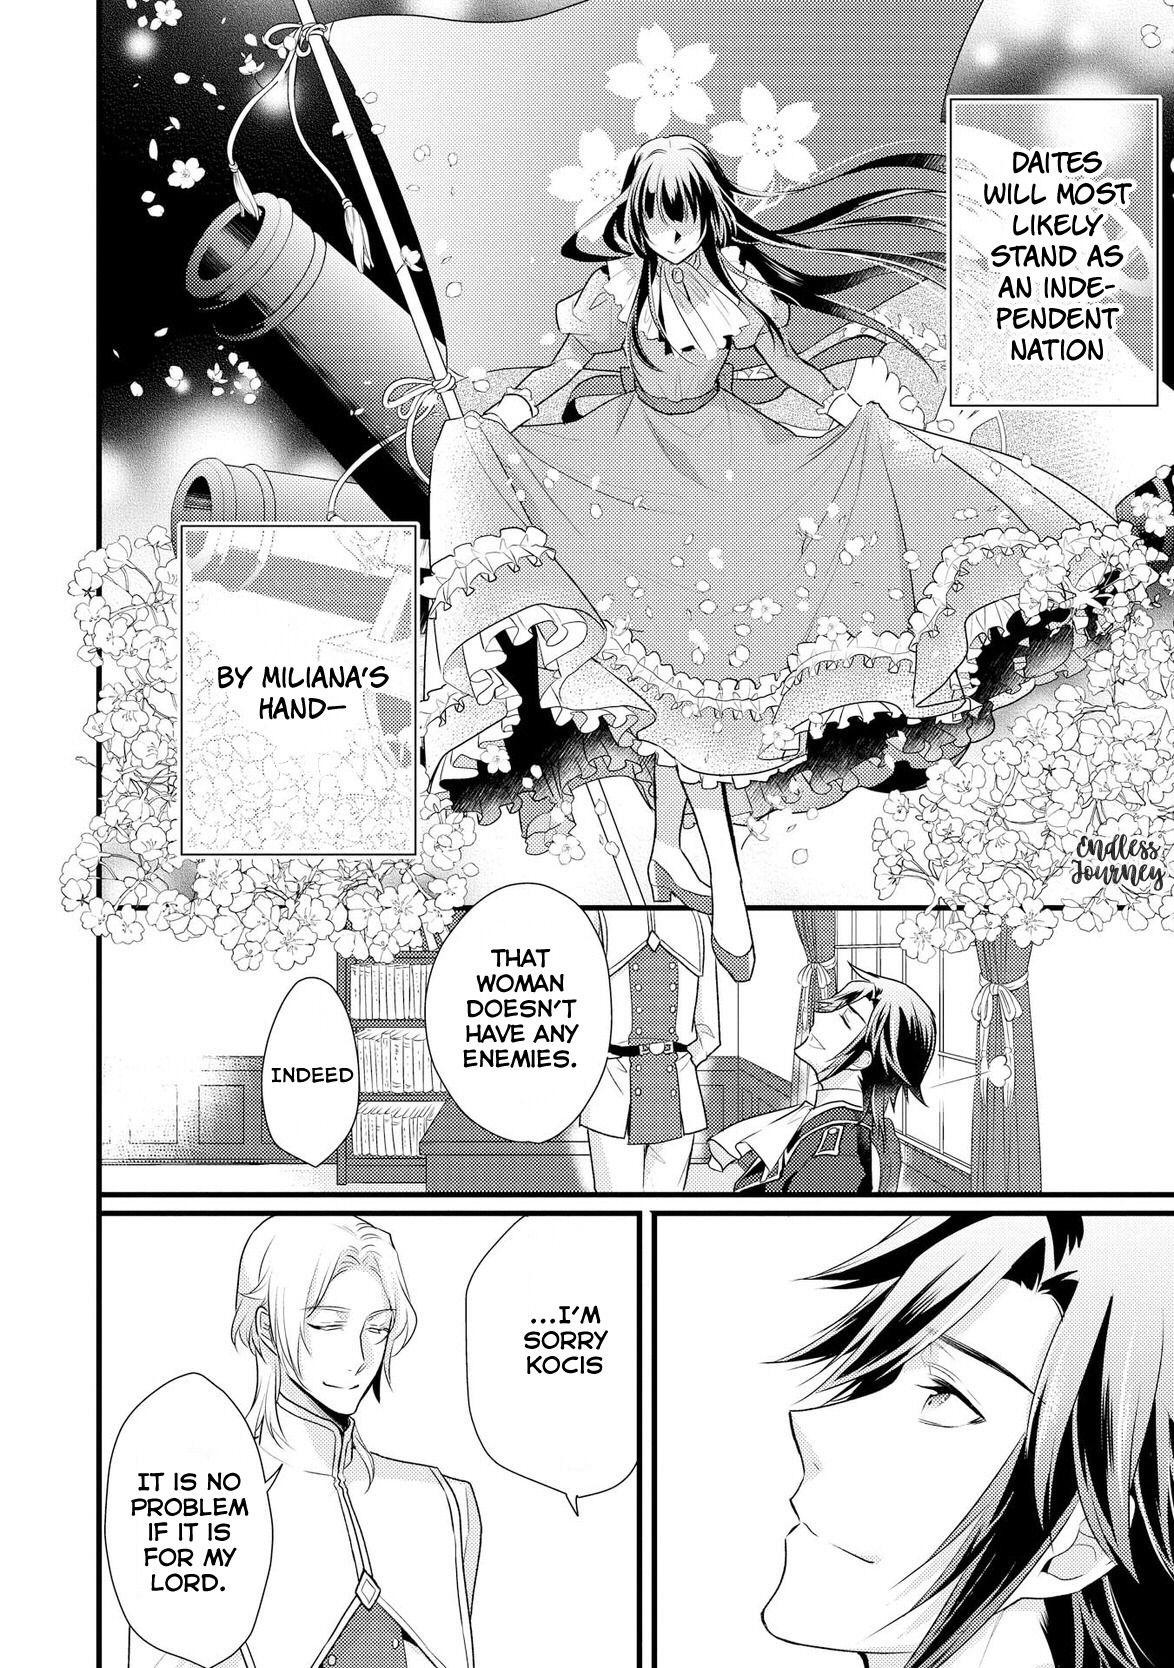 DAITES
WILL MOST
LIKELY
STAND AS
AN INDE-
PENDENT
NATION
BY MILIANA'S
HAND—
Endless
Journey
THAT
WOMAN
DOESN'T
HAVE ANY
ENEMIES.
INDEED
...I'M
SORRY
KOCIS
IT IS NO
PROBLEM
IF IT IS
FOR MY
LORD.